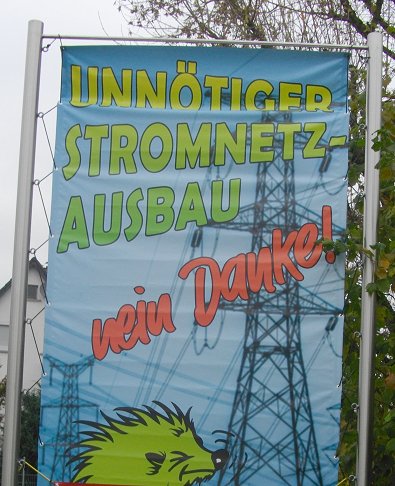 UNNÖTIGER
STROMNETZ-
AUSBAU
nein Danke!